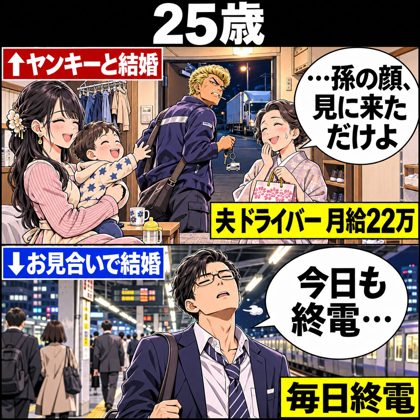 25歳
↑ヤンキーと結婚
…孫の顔、
見に来た
だけよ
夫ドライバー 月給22万
↓お見合いで結婚
今日も
終電…
毎日終電